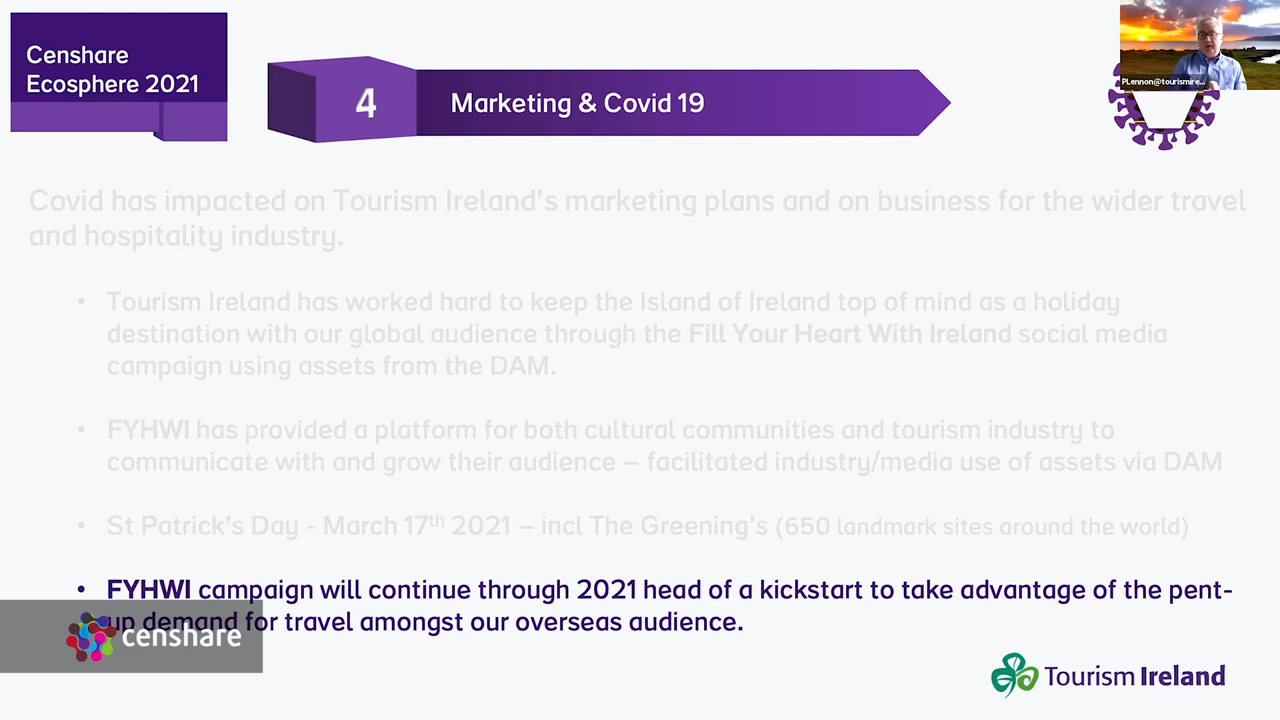 Censhare
Ecosphere 2021
4
Marketing & Covid 19
PLennon@tourismire...
Covid has impacted on Tourism Ireland's marketing plans and on business for the wider travel
and hospitality industry.
• Tourism Ireland has worked hard to keep the Island of Ireland top of mind as a holiday
destination with our global audience through the Fill Your Heart With Ireland social media
campaign using assets from the DAM.
• FYHWI has provided a platform for both cultural communities and tourism industry to
communicate with and grow their audience – facilitated industry/media use of assets via DAM
• St Patrick's Day - March 17th 2021 – incl The Greening's (650 landmark sites around the world)
• FYHWI campaign will continue through 2021 head of a kickstart to take advantage of the pent-
up demand for travel amongst our overseas audience.
censhare
Tourism Ireland